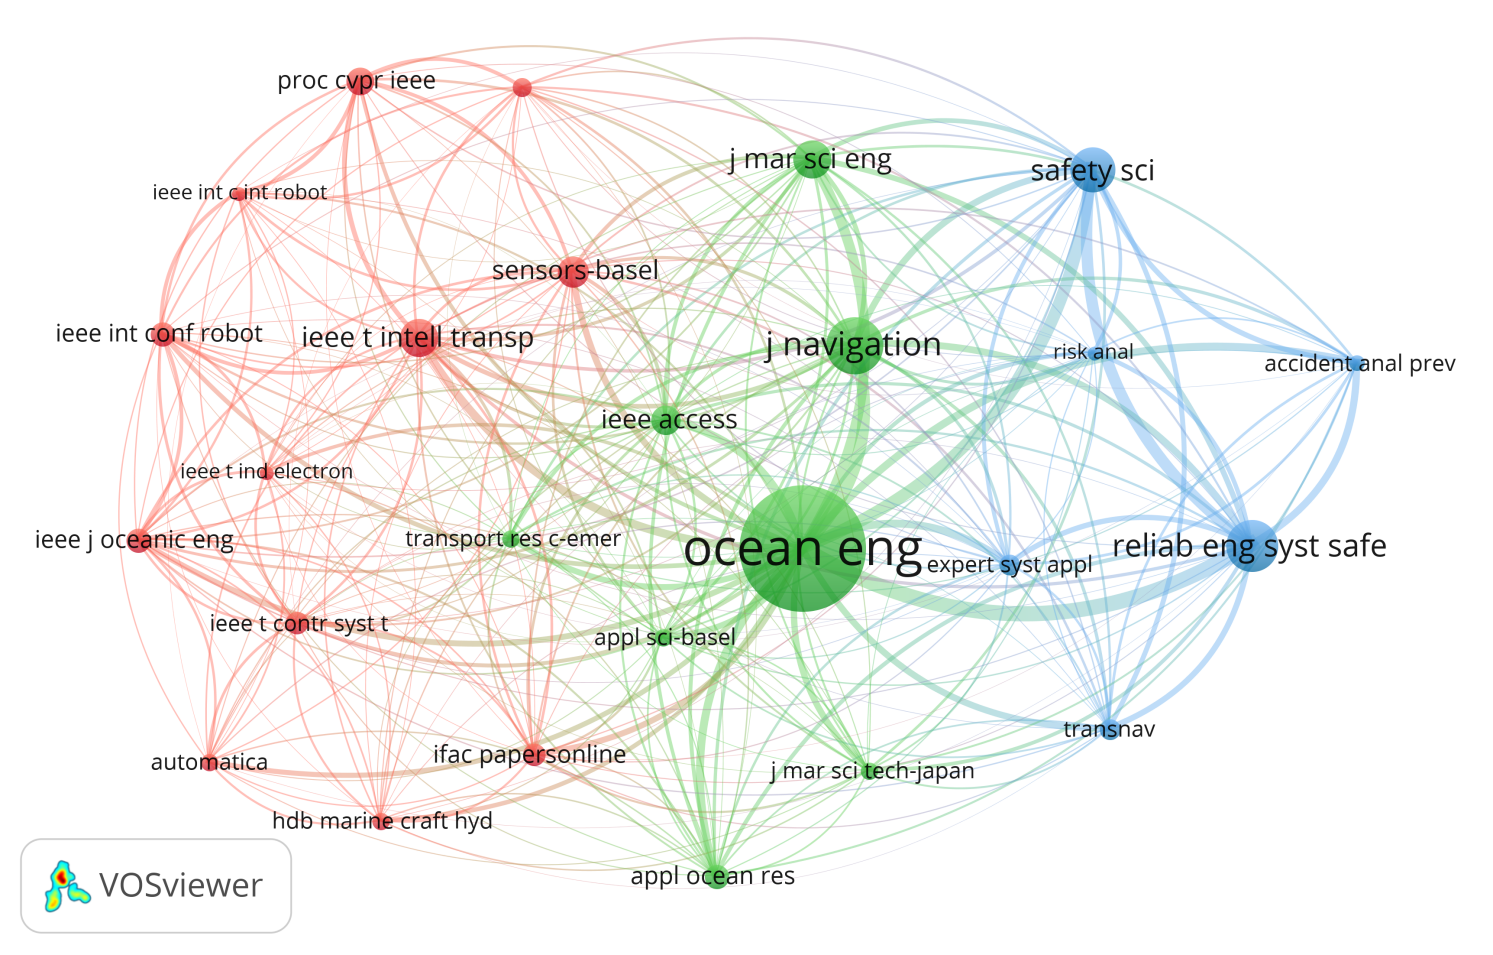 proc cvpr ieee
j mar sci eng
safety sci
ieee int c int robot
sensors-basel
ieee int conf robot
ieee t intell transp
j navigation
risk anal
accident anal prev
ieee access
ieee t ind electron
ieee j oceanic eng
transport res c-emer
ocean eng
expert syst appl
reliab eng syst safe
ieee t contr syst t
appl sci-basel
transnav
automatica
ifac papersonline
j mar sci tech-japan
hdb marine craft hyd
appl ocean res
VOSviewer